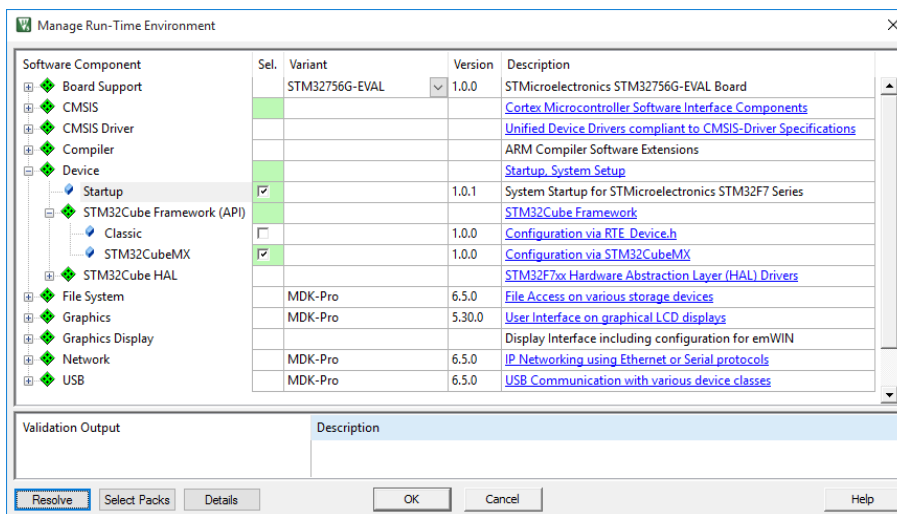 Manage Run-Time Environment
Software Component Sel. Variant Version Description
Board Support STM32756G-EVAL 1.0.0 STMicroelectronics STM32756G-EVAL Board
CMSIS Cortex Microcontroller Software Interface Components
CMSIS Driver Unified Device Drivers compliant to CMSIS-Driver Specifications
Compiler ARM Compiler Software Extensions
Device Startup, System Setup
Startup 1.0.1 System Startup for STMicroelectronics STM32F7 Series
STM32Cube Framework (API) STM32Cube Framework
Classic 1.0.0 Configuration via RTE_Device.h
STM32CubeMX 1.0.0 Configuration via STM32CubeMX
STM32Cube HAL STM32F7xx Hardware Abstraction Layer (HAL) Drivers
File System MDK-Pro 6.5.0 File Access on various storage devices
Graphics MDK-Pro 5.30.0 User Interface on graphical LCD displays
Graphics Display Display Interface including configuration for emWIN
Network MDK-Pro 6.5.0 IP Networking using Ethernet or Serial protocols
USB MDK-Pro 6.5.0 USB Communication with various device classes
Validation Output Description
Resolve Select Packs Details OK Cancel Help